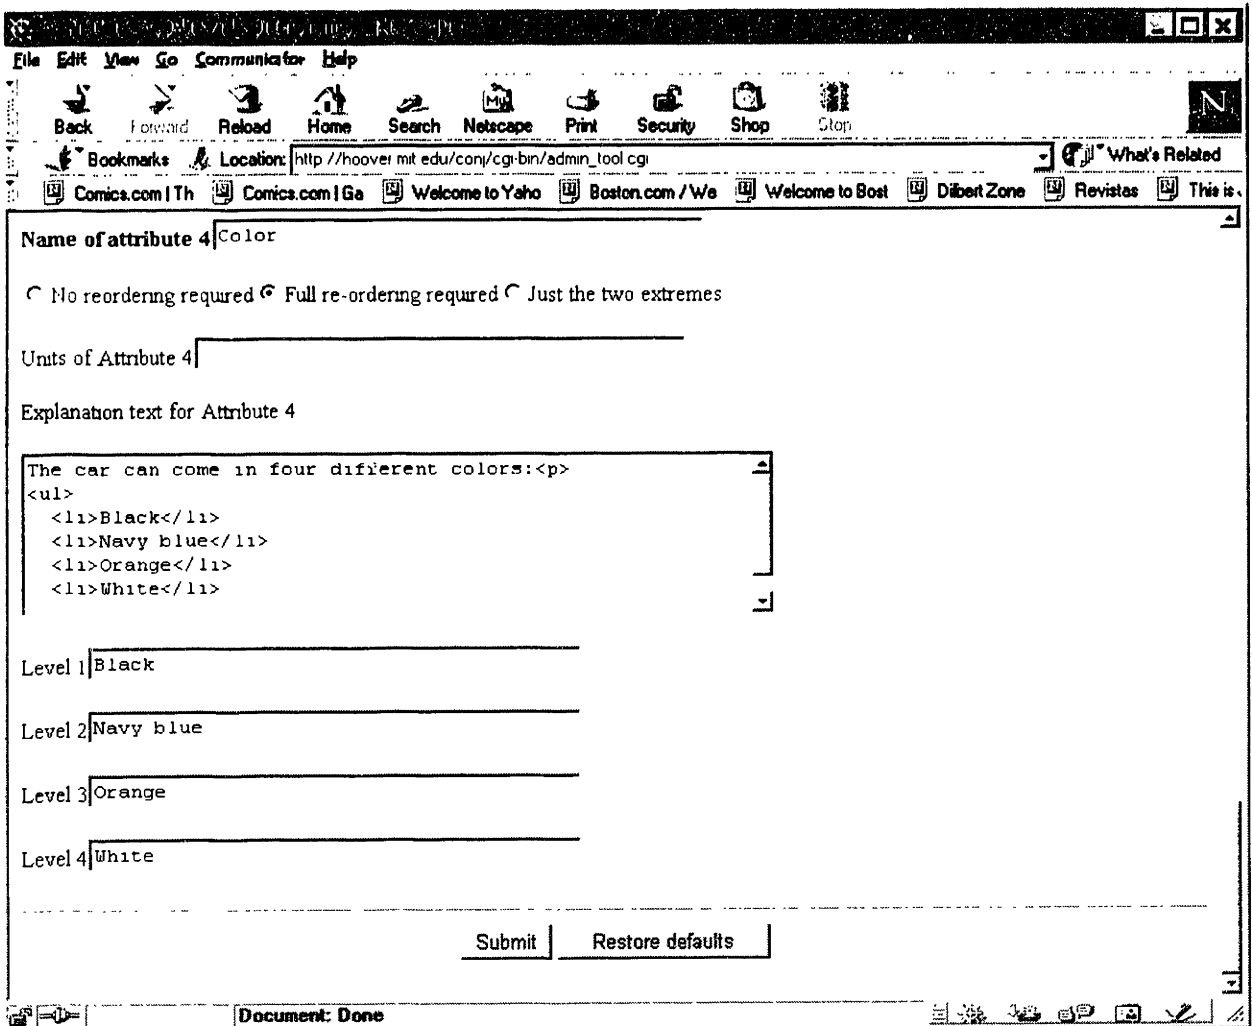 File Edit View Go Communicator Help
Back Forward Reload Home Search Netscape Print Security Shop Stop
Bookmarks Location: http //hoover mit edu/conj/cgi-bin/admin_tool cgi What's Related
Comics.com | Th Comics.com | Ga Welcome to Yaho Boston.com / We Welcome to Bost Dilbert Zone Revistas This is
Name of attribute 4 Color
No reordering required Full re-ordering required Just the two extremes
Units of Attribute 4
Explanation text for Attribute 4
The car can come in four different colors:<p>
<ul>
<li>Black</li>
<li>Navy blue</li>
<li>Orange</li>
<li>White</li>
Level 1 Black
Level 2 Navy blue
Level 3 Orange
Level 4 White
Submit Restore defaults
Document: Done